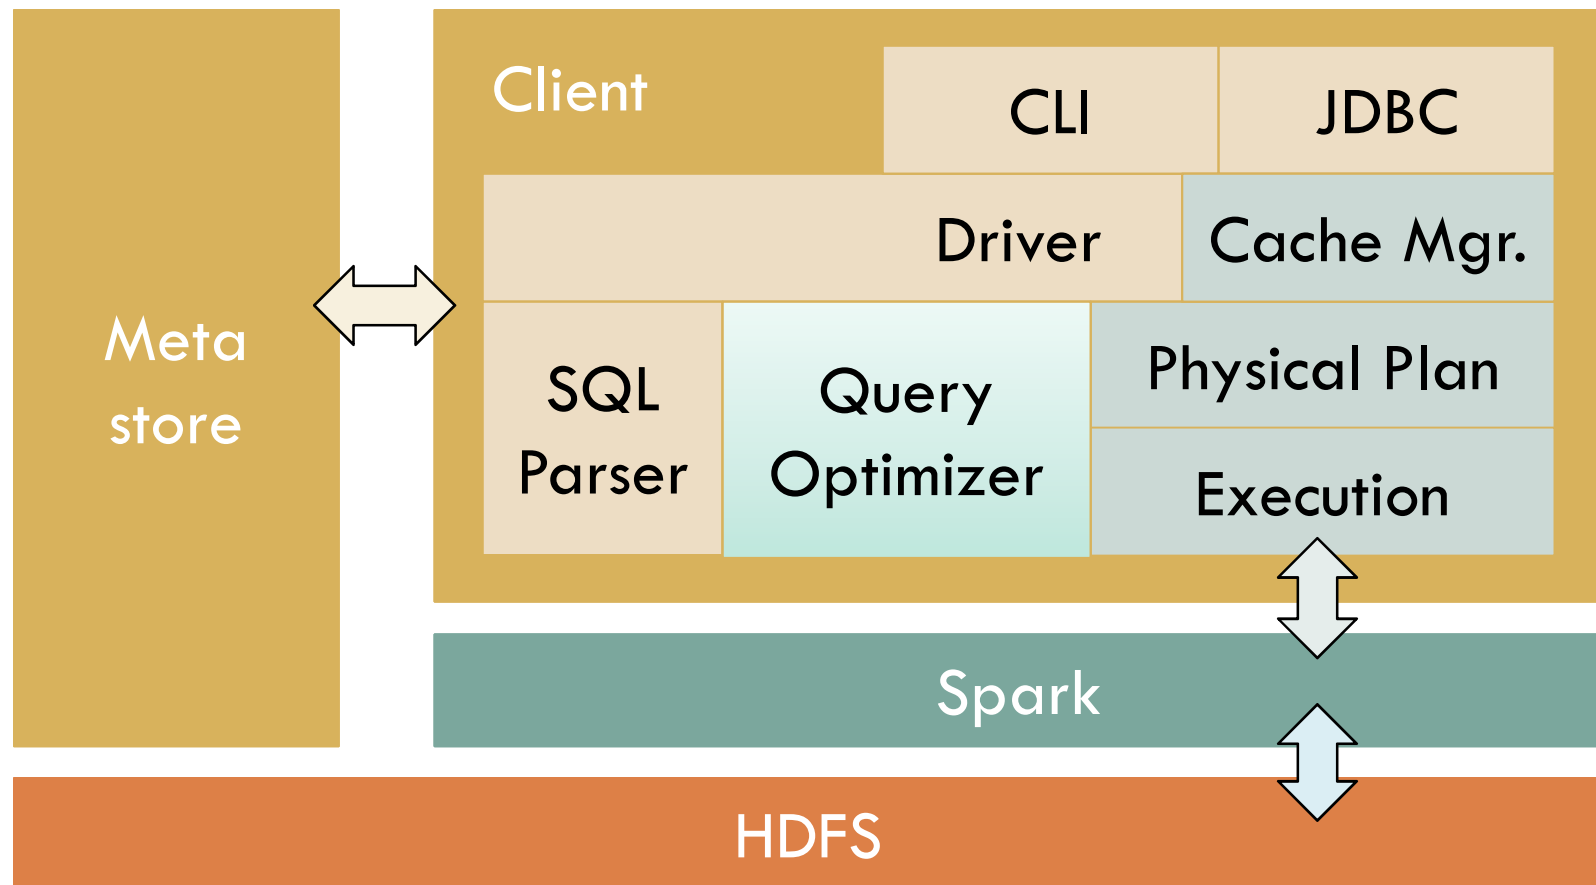 Client
CLI
JDBC
Driver
Cache Mgr.
Meta
store
SQL
Parser
Query
Optimizer
Physical Plan
Execution
Spark
HDFS